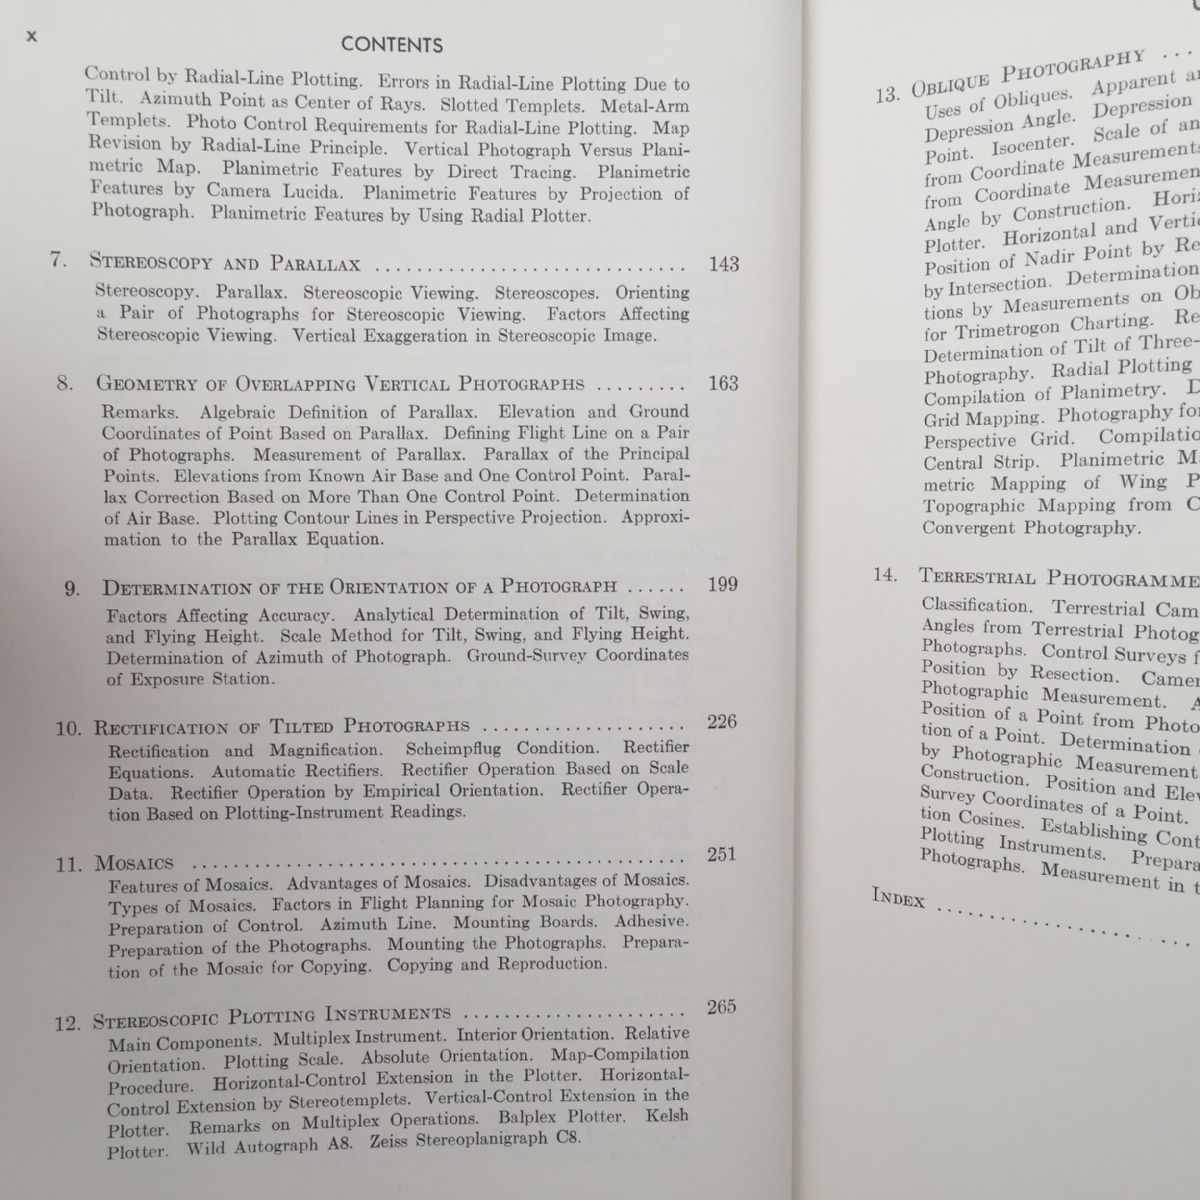 x
CONTENTS
Control by Radial-Line Plotting. Errors in Radial-Line Plotting Due to
Tilt. Azimuth Point as Center of Rays. Slotted Templets. Metal-Arm
Templets. Photo Control Requirements for Radial-Line Plotting. Map
Revision by Radial-Line Principle. Vertical Photograph Versus Plani-
metric Map. Planimetric Features by Direct Tracing. Planimetric
Features by Camera Lucida. Planimetric Features by Projection of
Photograph. Planimetric Features by Using Radial Plotter.
7. STEREOSCOPY AND PARALLAX .............................. 143
Stereoscopy. Parallax. Stereoscopic Viewing. Stereoscopes. Orienting
a Pair of Photographs for Stereoscopic Viewing. Factors Affecting
Stereoscopic Viewing. Vertical Exaggeration in Stereoscopic Image.
8. GEOMETRY OF OVERLAPPING VERTICAL PHOTOGRAPHS ......... 163
Remarks. Algebraic Definition of Parallax. Elevation and Ground
Coordinates of Point Based on Parallax. Defining Flight Line on a Pair
of Photographs. Measurement of Parallax. Parallax of the Principal
Points. Elevations from Known Air Base and One Control Point. Paral-
lax Correction Based on More Than One Control Point. Determination
of Air Base. Plotting Contour Lines in Perspective Projection. Approxi-
mation to the Parallax Equation.
9. DETERMINATION OF THE ORIENTATION OF A PHOTOGRAPH ...... 199
Factors Affecting Accuracy. Analytical Determination of Tilt, Swing,
and Flying Height. Scale Method for Tilt, Swing, and Flying Height.
Determination of Azimuth of Photograph. Ground-Survey Coordinates
of Exposure Station.
10. RECTIFICATION OF TILTED PHOTOGRAPHS .................... 226
Rectification and Magnification. Scheimpflug Condition. Rectifier
Equations. Automatic Rectifiers. Rectifier Operation Based on Scale
Data. Rectifier Operation by Empirical Orientation. Rectifier Opera-
tion Based on Plotting-Instrument Readings.
11. MOSAICS ................................................ 251
Features of Mosaics. Advantages of Mosaics. Disadvantages of Mosaics.
Types of Mosaics. Factors in Flight Planning for Mosaic Photography.
Preparation of Control. Azimuth Line. Mounting Boards. Adhesive.
Preparation of the Photographs. Mounting the Photographs. Prepara-
tion of the Mosaic for Copying. Copying and Reproduction.
12. STEREOSCOPIC PLOTTING INSTRUMENTS ...................... 265
Main Components. Multiplex Instrument. Interior Orientation. Relative
Orientation. Plotting Scale. Absolute Orientation. Map-Compilation
Procedure. Horizontal-Control Extension in the Plotter. Horizontal-
Control Extension by Stereotemplets. Vertical-Control Extension in the
Plotter. Remarks on Multiplex Operations. Balplex Plotter. Kelsh
Plotter. Wild Autograph A8. Zeiss Stereoplanigraph C8.
13. OBLIQUE PHOTOGRAPHY ...
Uses of Obliques. Apparent
Depression Angle. Depression
Point. Isocenter. Scale of an
from Coordinate Measurements
from Coordinate Measuremen
Angle by Construction. Horiz
Plotter. Horizontal and Vertic
Position of Nadir Point by Re
by Intersection. Determination
tions by Measurements on Ob
for Trimetrogon Charting. Re
Determination of Tilt of Three-
Photography. Radial Plotting
Compilation of Planimetry. D
Grid Mapping. Photography for
Perspective Grid. Compilatio
Central Strip. Planimetric M
metric Mapping of Wing P
Topographic Mapping from C
Convergent Photography.
14. TERRESTRIAL PHOTOGRAMME
Classification. Terrestrial Cam
Angles from Terrestrial Photog
Photographs. Control Surveys f
Position by Resection. Camer
Photographic Measurement. A
Position of a Point from Photo
tion of a Point. Determination
by Photographic Measurement
Construction. Position and Elev
Survey Coordinates of a Point.
tion Cosines. Establishing Cont
Plotting Instruments. Prepara
Photographs. Measurement in t
INDEX ....................